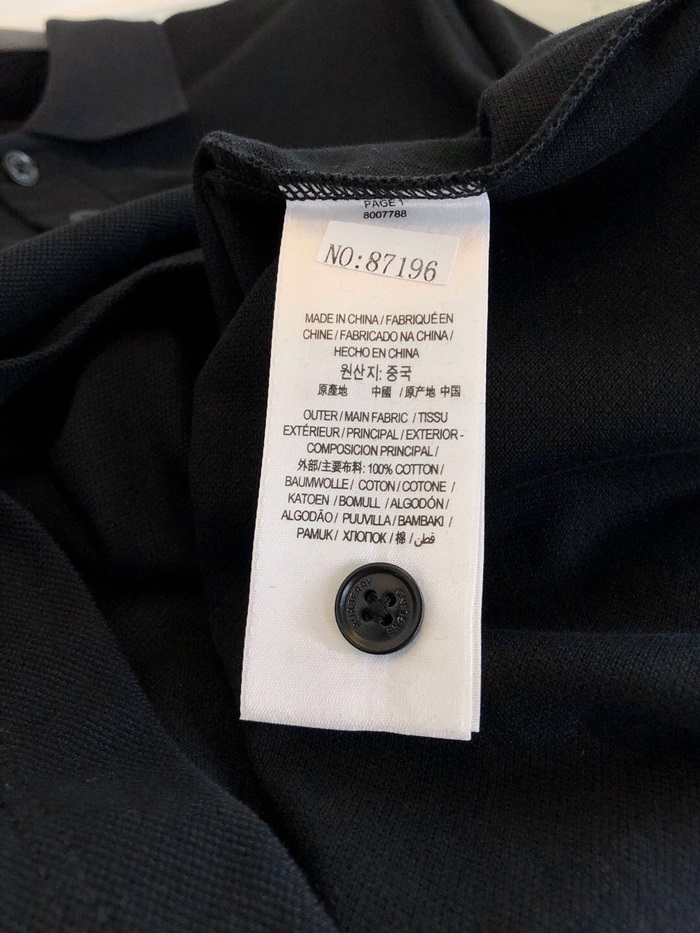 PAGE 1
8007788
NO:87196
MADE IN CHINA / FABRIQUÉ EN
CHINE / FABRICADO NA CHINA /
HECHO EN CHINA
원산지: 중국
原產地 中國 / 原产地 中国
OUTER / MAIN FABRIC / TISSU
EXTÉRIEUR / PRINCIPAL / EXTERIOR -
COMPOSICION PRINCIPAL /
外部/主要布料: 100% COTTON /
BAUMWOLLE / COTON / COTONE /
KATOEN / BOMULL / ALGODÓN /
ALGODÃO / PUUVILLA / BAMBAKI /
PAMUK / ХЛОПОК / 棉 / قطن
BURBERRY